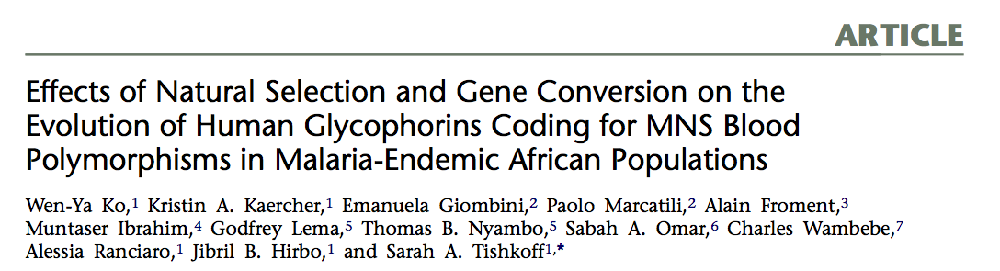 ARTICLE
Effects of Natural Selection and Gene Conversion on the
Evolution of Human Glycophorins Coding for MNS Blood
Polymorphisms in Malaria-Endemic African Populations
Wen-Ya Ko,1 Kristin A. Kaercher,1 Emanuela Giombini,2 Paolo Marcatili,2 Alain Froment,3
Muntaser Ibrahim,4 Godfrey Lema,5 Thomas B. Nyambo,5 Sabah A. Omar,6 Charles Wambebe,7
Alessia Ranciaro,1 Jibril B. Hirbo,1 and Sarah A. Tishkoff1,*